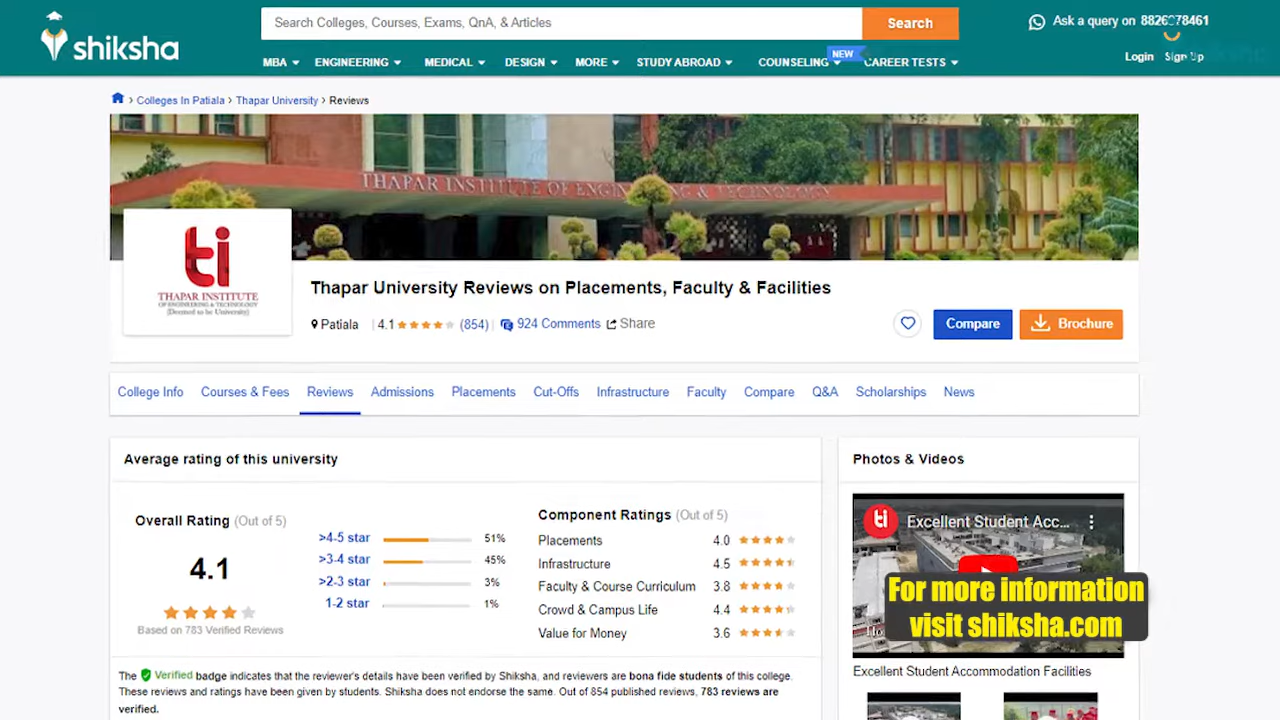 shiksha
Search Colleges, Courses, Exams, QnA, & Articles
Search
Ask a query on 8826078461
MBA ENGINEERING MEDICAL DESIGN MORE STUDY ABROAD COUNSELING NEW CAREER TESTS
Login Sign Up
› Colleges In Patiala › Thapar University › Reviews
THAPAR INSTITUTE OF ENGINEERING & TECHNOLOGY
ti
THAPAR INSTITUTE
OF ENGINEERING & TECHNOLOGY
(Deemed to be University)
Thapar University Reviews on Placements, Faculty & Facilities
Patiala | 4.1 (854) | 924 Comments Share
Compare
Brochure
College Info Courses & Fees Reviews Admissions Placements Cut-Offs Infrastructure Faculty Compare Q&A Scholarships News
Average rating of this university
Overall Rating (Out of 5)
4.1
Based on 783 Verified Reviews
>4-5 star 51%
>3-4 star 45%
>2-3 star 3%
1-2 star 1%
Component Ratings (Out of 5)
Placements 4.0
Infrastructure 4.5
Faculty & Course Curriculum 3.8
Crowd & Campus Life 4.4
Value for Money 3.6
The Verified badge indicates that the reviewer's details have been verified by Shiksha, and reviewers are bona fide students of this college.
These reviews and ratings have been given by students. Shiksha does not endorse the same. Out of 854 published reviews, 783 reviews are
verified.
Photos & Videos
ti Excellent Student Acc...
For more information
visit shiksha.com
Excellent Student Accommodation Facilities